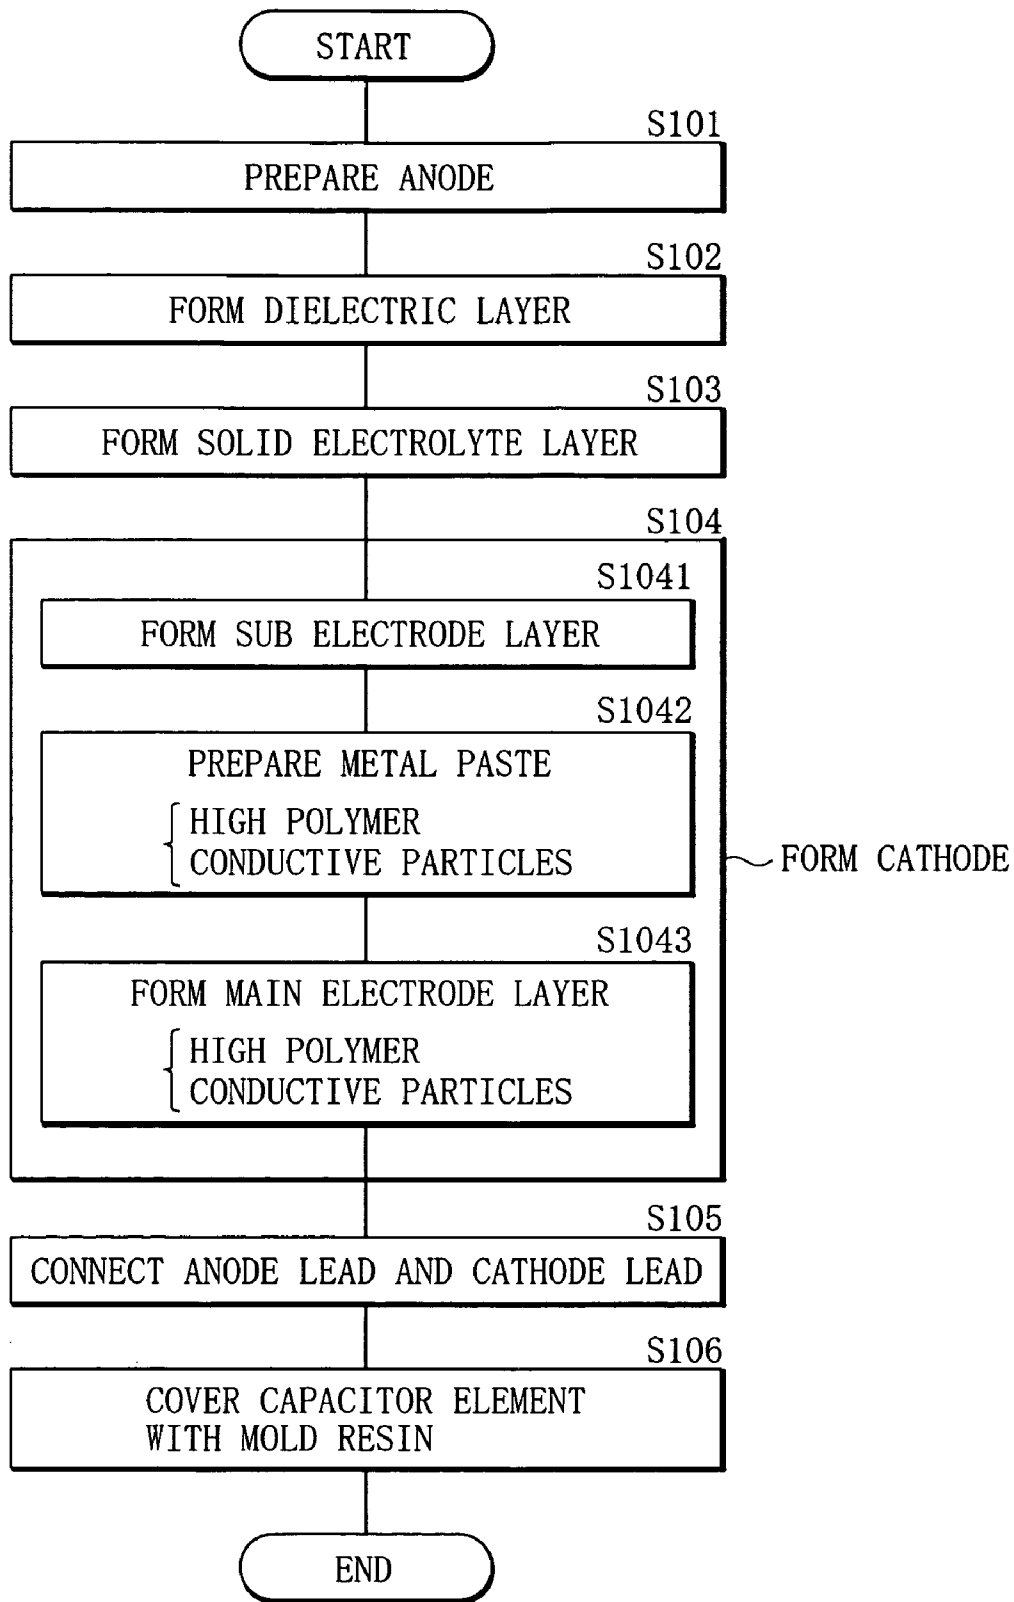 START
S101
PREPARE ANODE
S102
FORM DIELECTRIC LAYER
S103
FORM SOLID ELECTROLYTE LAYER
S104
S1041
FORM SUB ELECTRODE LAYER
S1042
PREPARE METAL PASTE
HIGH POLYMER
CONDUCTIVE PARTICLES
FORM CATHODE
S1043
FORM MAIN ELECTRODE LAYER
HIGH POLYMER
CONDUCTIVE PARTICLES
S105
CONNECT ANODE LEAD AND CATHODE LEAD
S106
COVER CAPACITOR ELEMENT
WITH MOLD RESIN
END